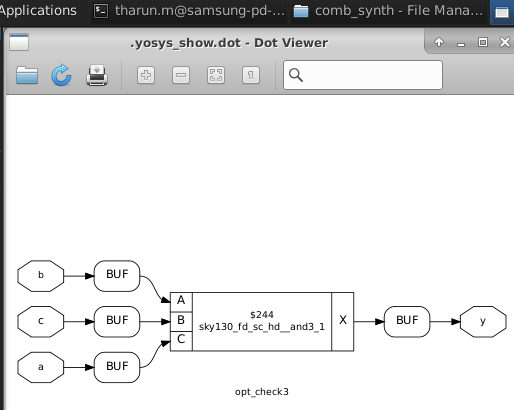 Applications
tharun.m@samsung-pd-...
comb_synth - File Mana...
.yosys_show.dot - Dot Viewer
b
BUF
A
c
BUF
B
$244
sky130_fd_sc_hd__and3_1
X
BUF
y
C
a
BUF
opt_check3